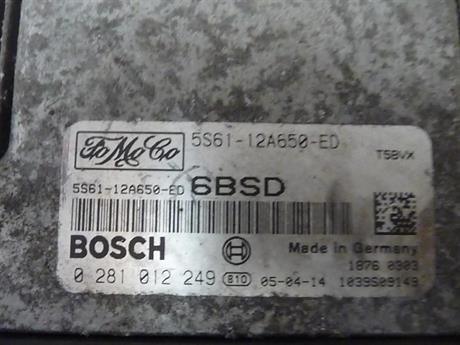 FoMoCo 5S61-12A650-ED
T5BVX
5S61-12A650-ED 6BSD
BOSCH Made in Germany
1876 0303
0 281 012 249 810 05-04-14 1039S09149